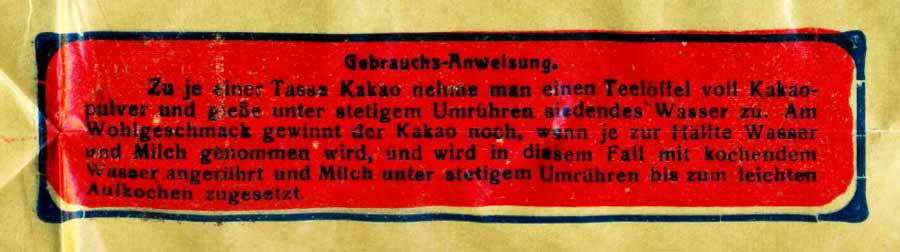 Gebrauchs-Anweisung.
Zu je einer Tasse Kakao nehme man einen Teelöffel voll Kakao-
pulver und gieße unter stetigem Umrühren siedendes Wasser zu. Am
Wohlgeschmack gewinnt der Kakao noch, wenn je zur Hälfte Wasser
und Milch genommen wird, und wird in diesem Fall mit kochendem
Wasser angerührt und Milch unter stetigem Umrühren bis zum leichten
Aufkochen zugesetzt.